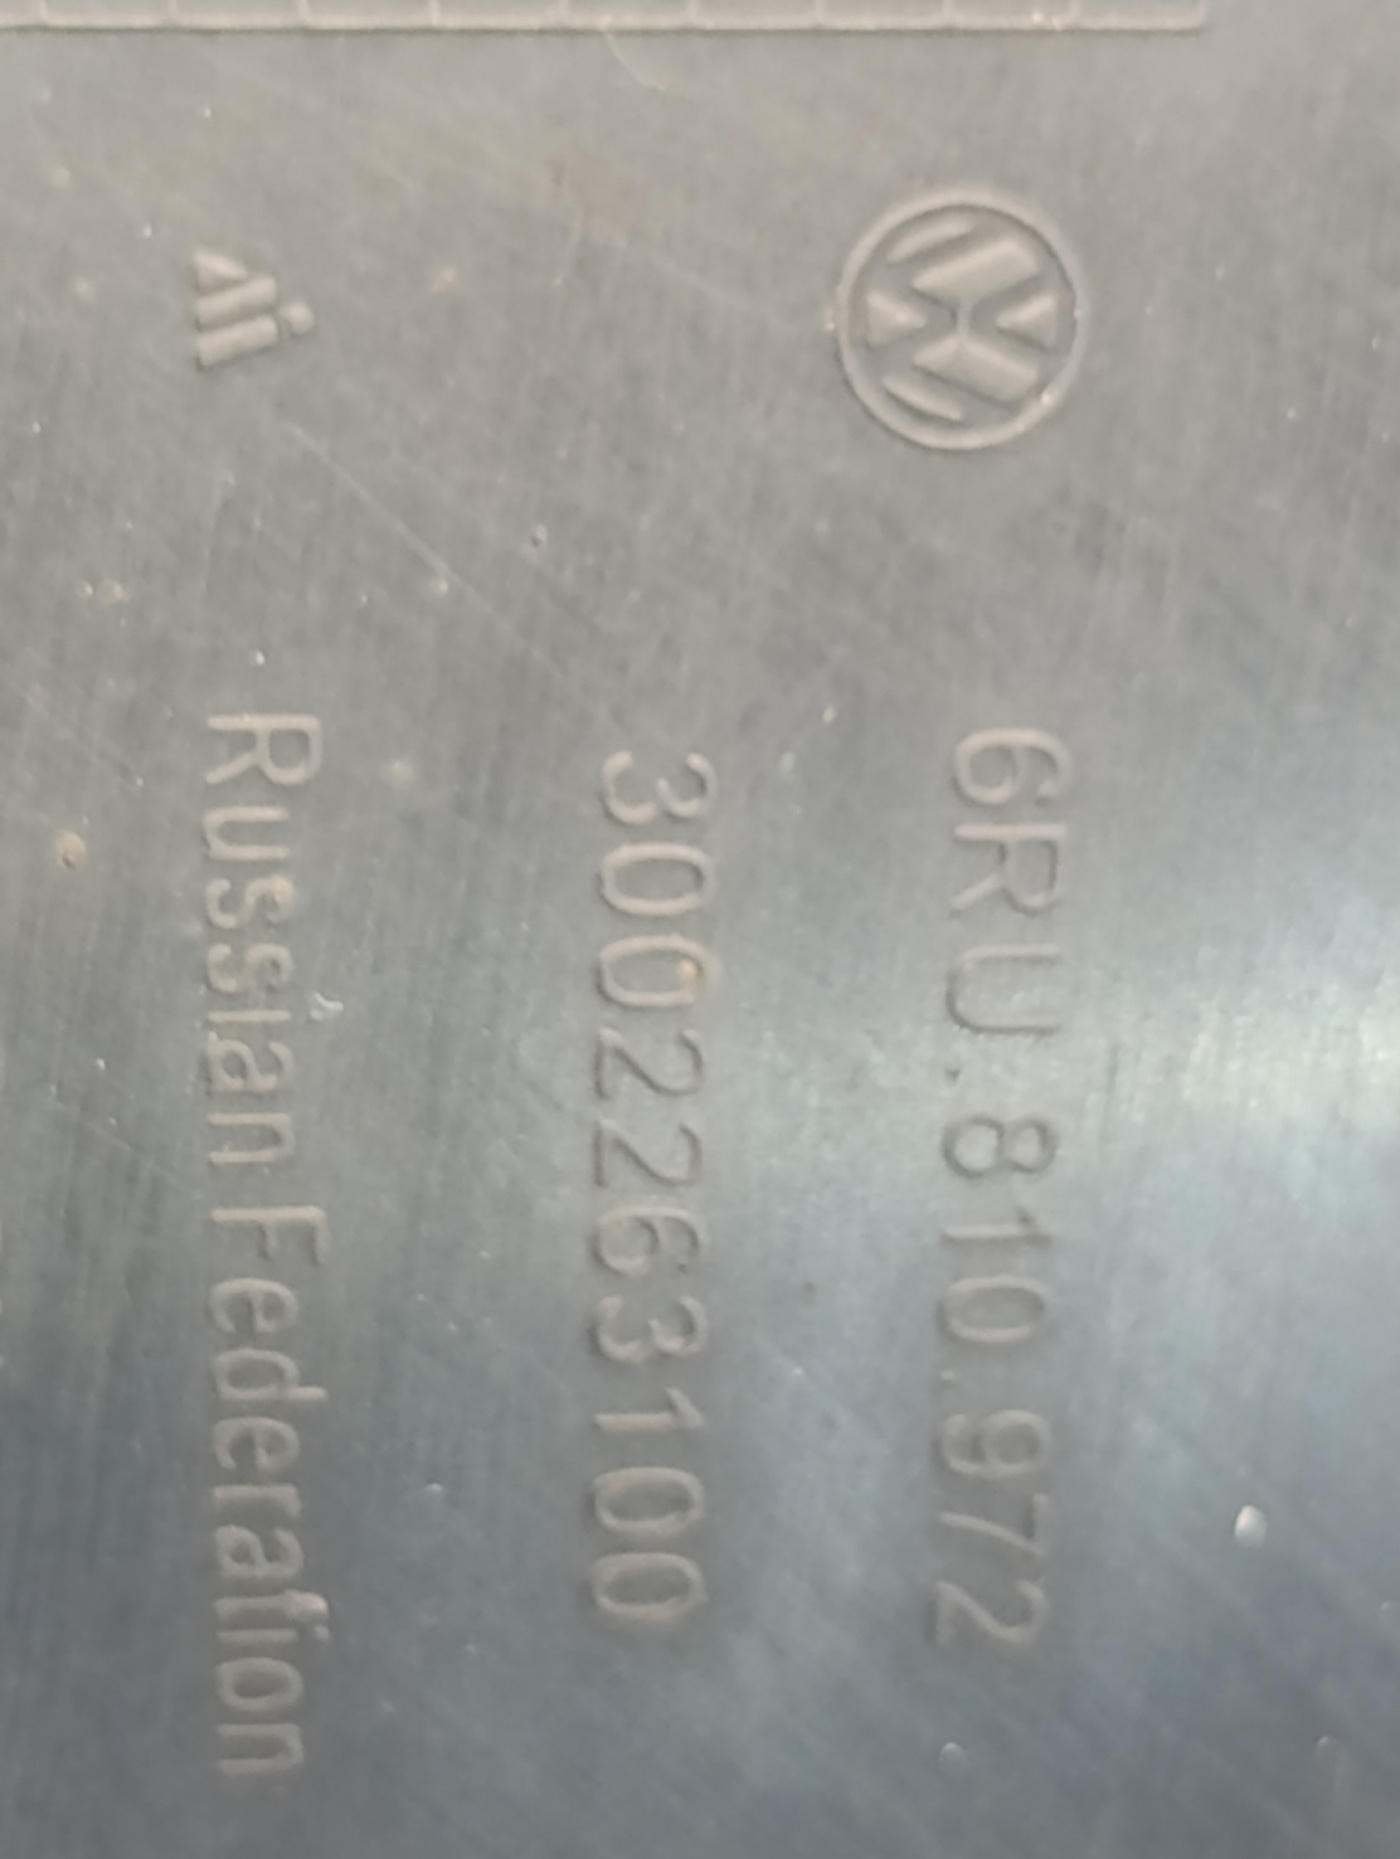 6RU.810.972
3002263100
Russian Federation